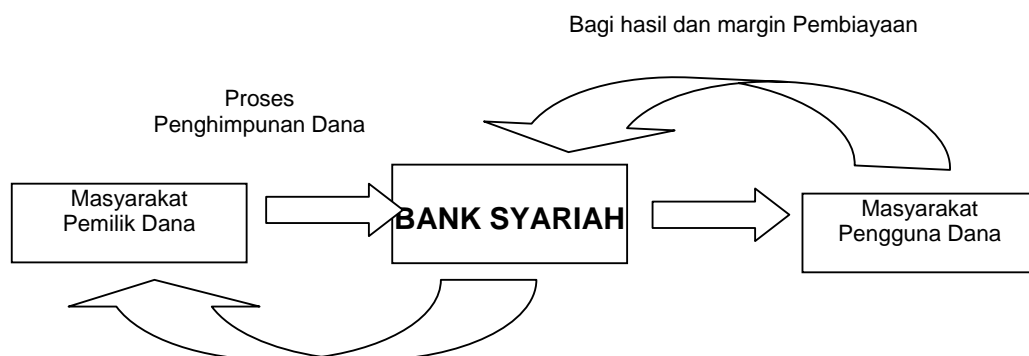 Bagi hasil dan margin Pembiayaan
Proses
Penghimpunan Dana
Masyarakat
Pemilik Dana
BANK SYARIAH
Masyarakat
Pengguna Dana